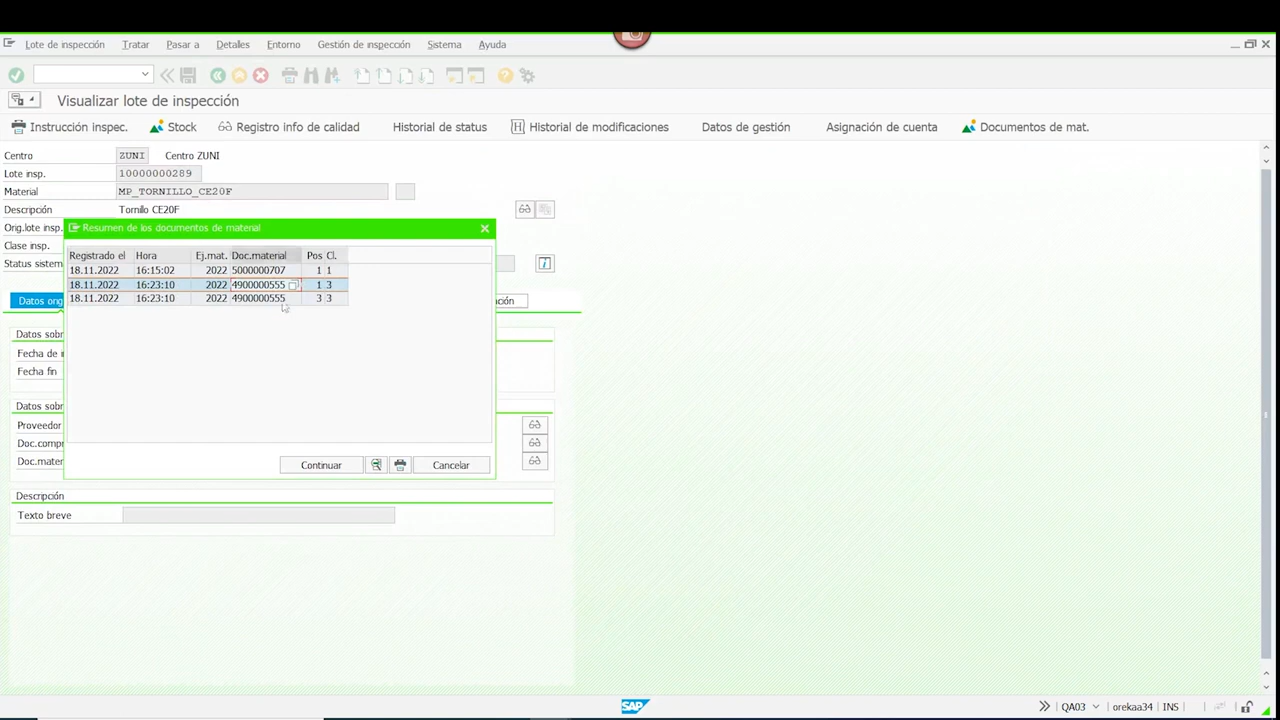 Lote de inspección Tratar Pasar a Detalles Entorno Gestión de inspección Sistema Ayuda
Visualizar lote de inspección
Instrucción inspec. Stock Registro info de calidad Historial de status Historial de modificaciones Datos de gestión Asignación de cuenta Documentos de mat.
Centro ZUNI Centro ZUNI
Lote insp. 10000000289
Material MP_TORNILLO_CE20F
Descripción Tornillo CE20F
Orig.lote insp.
Resumen de los documentos de material
Clase insp.
Registrado el Hora Ej.mat. Doc.material Pos Cl.
Status sistem
18.11.2022 16:15:02 2022 5000000707 1 1
18.11.2022 16:23:10 2022 4900000555 1 3
18.11.2022 16:23:10 2022 4900000555 3 3
Datos orig ción
Datos sobr
Fecha de i
Fecha fin
Datos sobr
Proveedor
Doc.compr
Doc.mater
Continuar Cancelar
Descripción
Texto breve
SAP QA03 orekaa34 INS